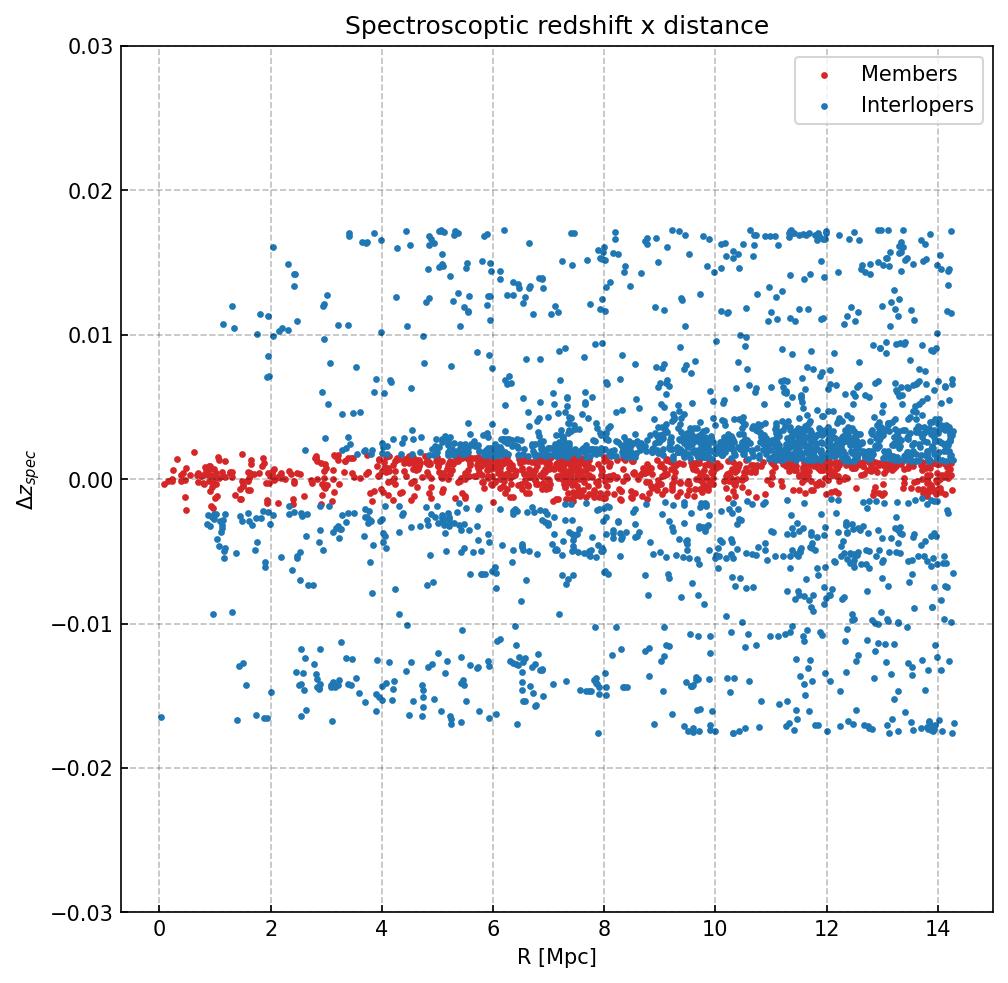 Spectroscoptic redshift x distance
Members
Interlopers
0.03
0.02
0.01
0.00
−0.01
−0.02
−0.03
Δz_spec
0 2 4 6 8 10 12 14
R [Mpc]